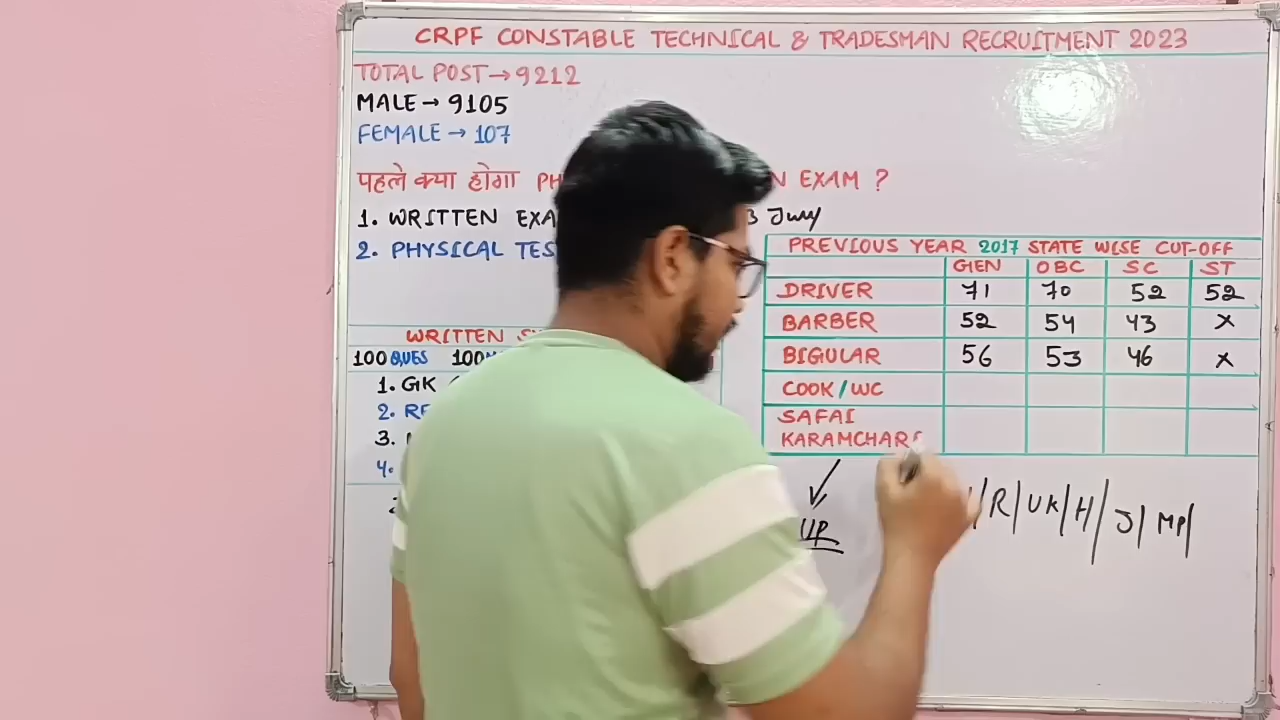 CRPF CONSTABLE TECHNICAL & TRADESMAN RECRUITMENT 2023
TOTAL POST→9212
MALE→ 9105
FEMALE→ 107
पहले क्या होगा PH N EXAM ?
1. WRITTEN EXA 3 July
2. PHYSICAL TES
WRITTEN S
100 QUES 100
1. GK
2. RE
3.
4.
PREVIOUS YEAR 2017 STATE WISE CUT-OFF
GEN OBC SC ST
DRIVER 71 70 52 52
BARBER 52 54 43 X
BIGULAR 56 53 46 X
COOK/WC
SAFAI
KARAMCHAR
UP
/R/UK/H/J/MP/